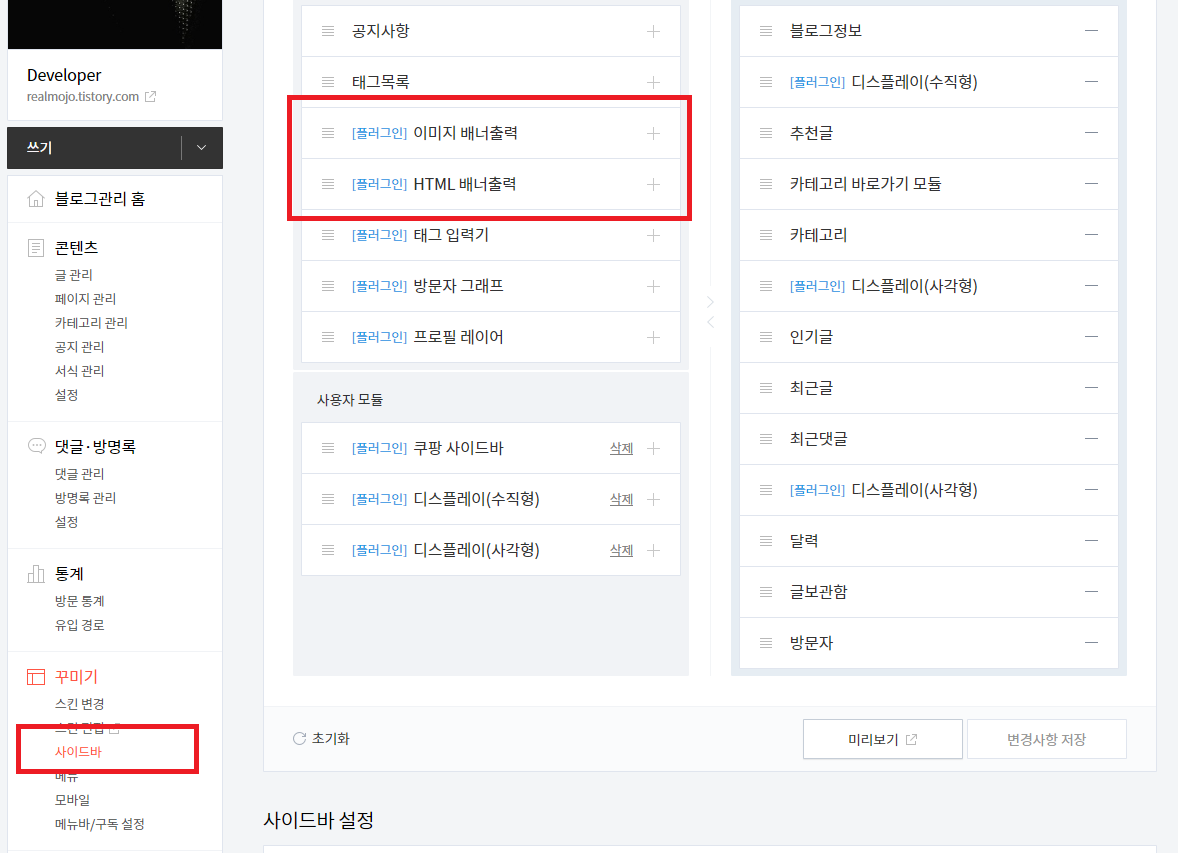 Developer
realmojo.tistory.com
쓰기
블로그관리 홈
콘텐츠
글 관리
페이지 관리
카테고리 관리
공지 관리
서식 관리
설정
댓글·방명록
댓글 관리
방명록 관리
설정
통계
방문 통계
유입 경로
꾸미기
스킨 변경
스킨 편집
사이드바
메뉴
모바일
메뉴바/구독 설정
공지사항
태그목록
[플러그인] 이미지 배너출력
[플러그인] HTML 배너출력
[플러그인] 태그 입력기
[플러그인] 방문자 그래프
[플러그인] 프로필 레이어
사용자 모듈
[플러그인] 쿠팡 사이드바 삭제
[플러그인] 디스플레이(수직형) 삭제
[플러그인] 디스플레이(사각형) 삭제
블로그정보
[플러그인] 디스플레이(수직형)
추천글
카테고리 바로가기 모듈
카테고리
[플러그인] 디스플레이(사각형)
인기글
최근글
최근댓글
[플러그인] 디스플레이(사각형)
달력
글보관함
방문자
초기화
미리보기
변경사항 저장
사이드바 설정